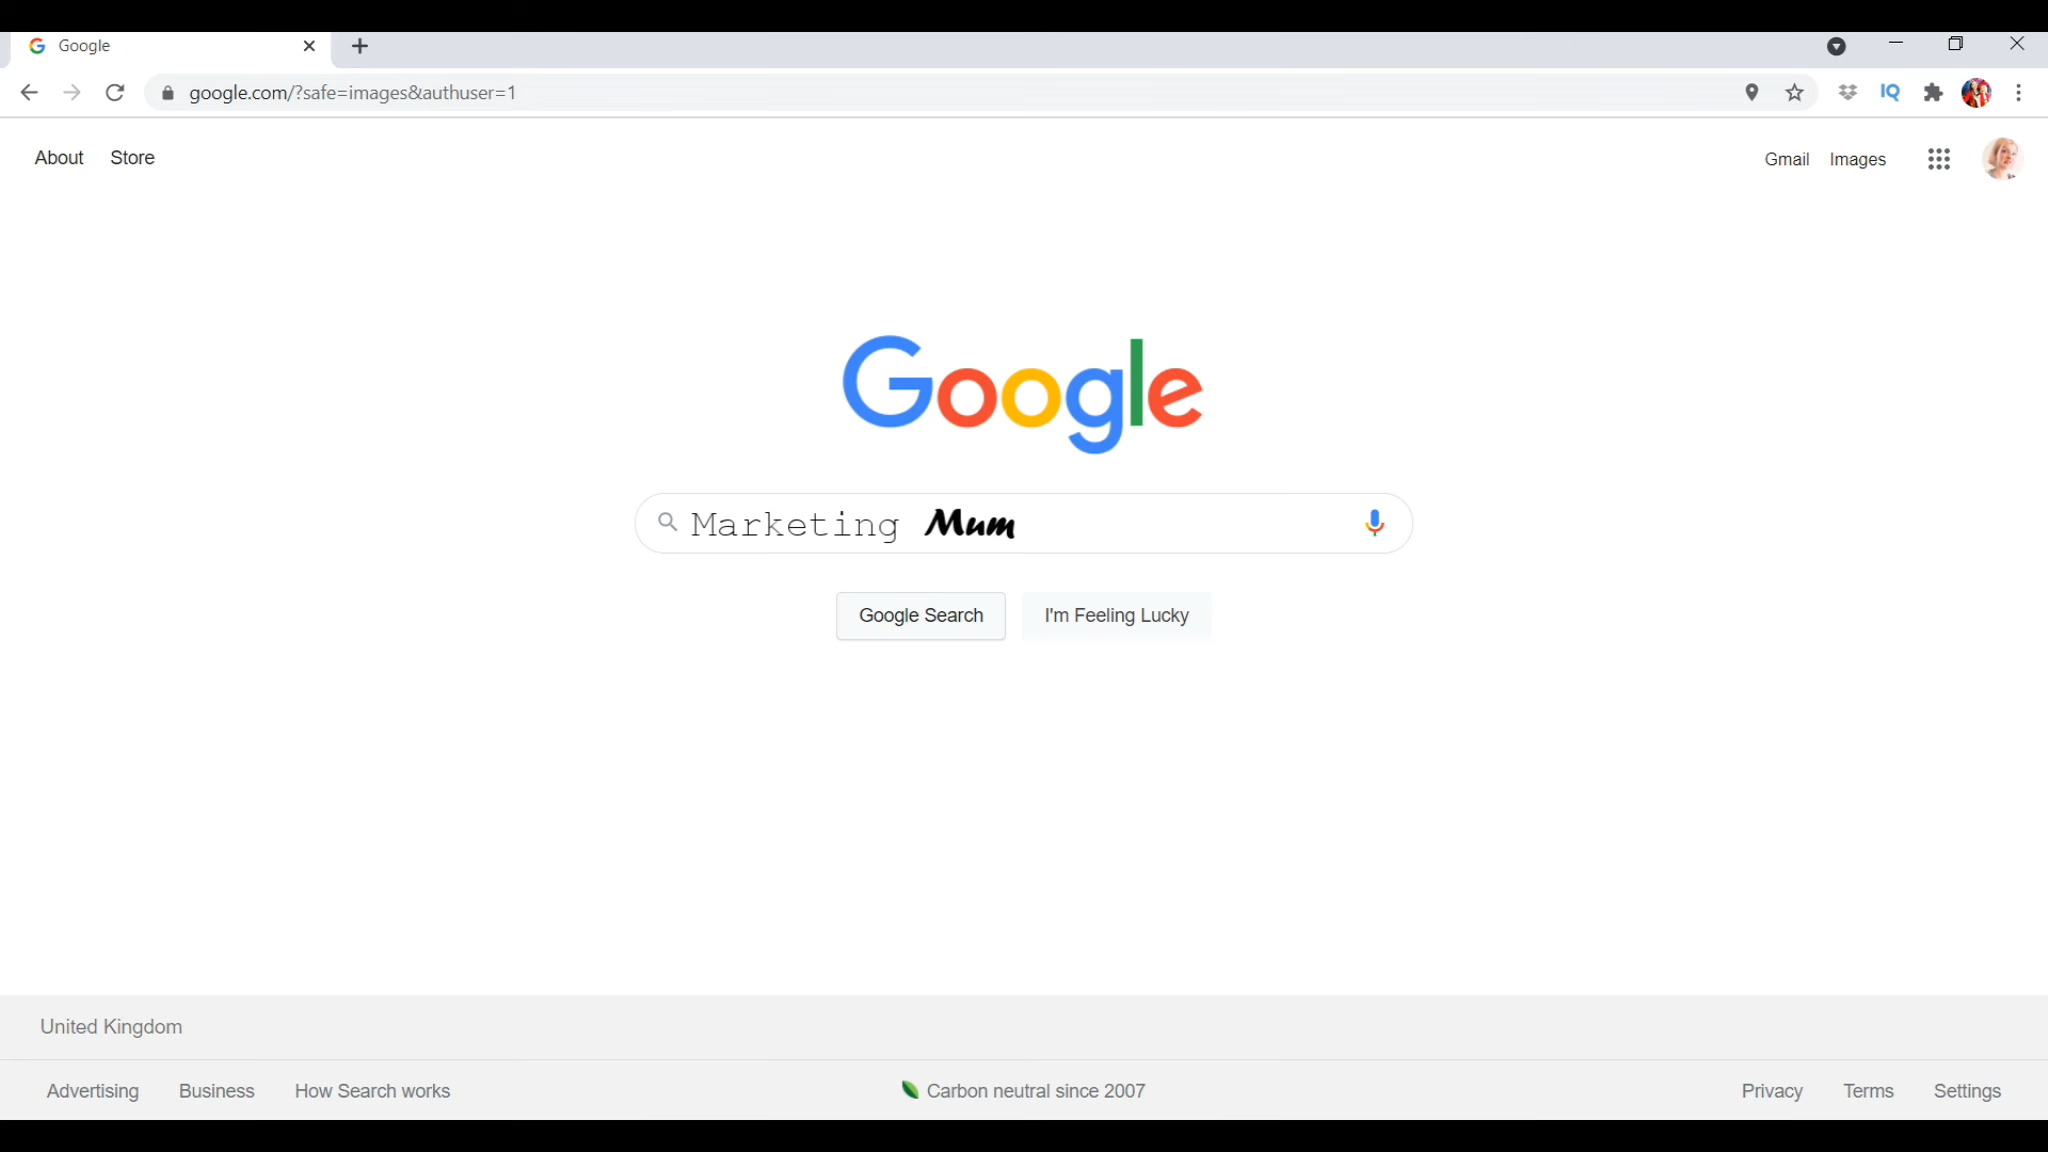 Google
google.com/?safe=images&authuser=1
IQ
About Store
Gmail Images
Google
Marketing Mum
Google Search I'm Feeling Lucky
United Kingdom
Advertising Business How Search works
Carbon neutral since 2007
Privacy Terms Settings